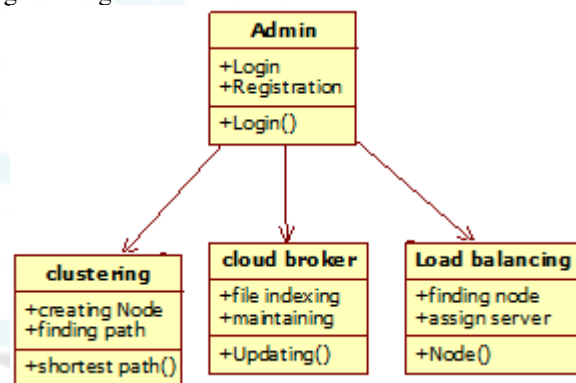 Admin
+Login
+Registration
+Login()
clustering
+creating Node
+finding path
+shortest path()
cloud broker
+file indexing
+maintaining
+Updating()
Load balancing
+finding node
+assign server
+Node()